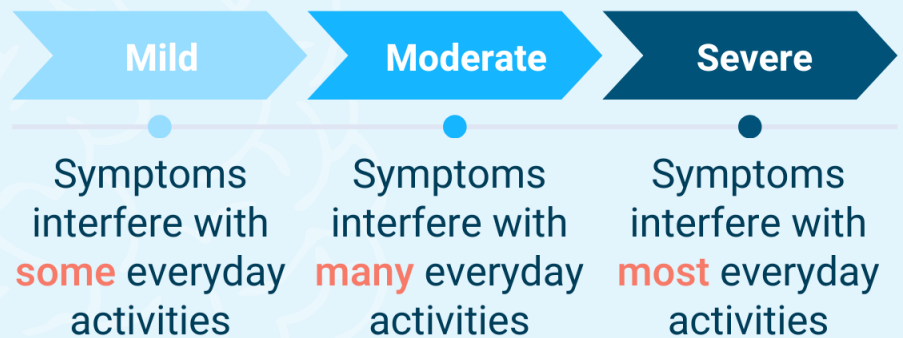 Mild
Symptoms
interfere with
some everyday
activities
Moderate
Symptoms
interfere with
many everyday
activities
Severe
Symptoms
interfere with
most everyday
activities